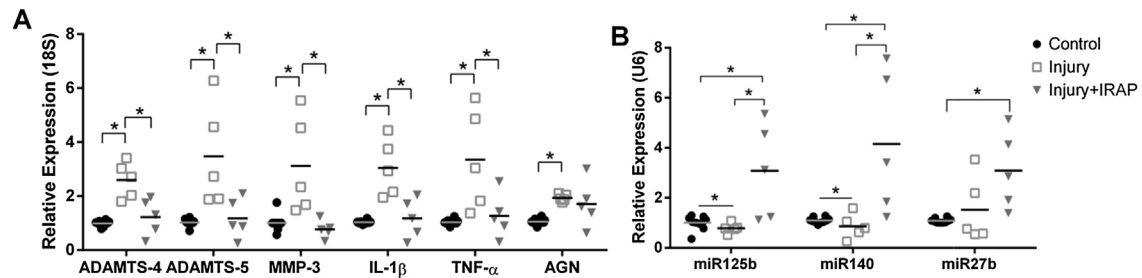 A
Relative Expression (18S)
8
6
4
2
0
* * * * * * * * * * *
ADAMTS-4 ADAMTS-5 MMP-3 IL-1β TNF-α AGN
B
Relative Expression (U6)
8
6
4
2
0
* * * * * *
miR125b miR140 miR27b
Control
Injury
Injury+IRAP